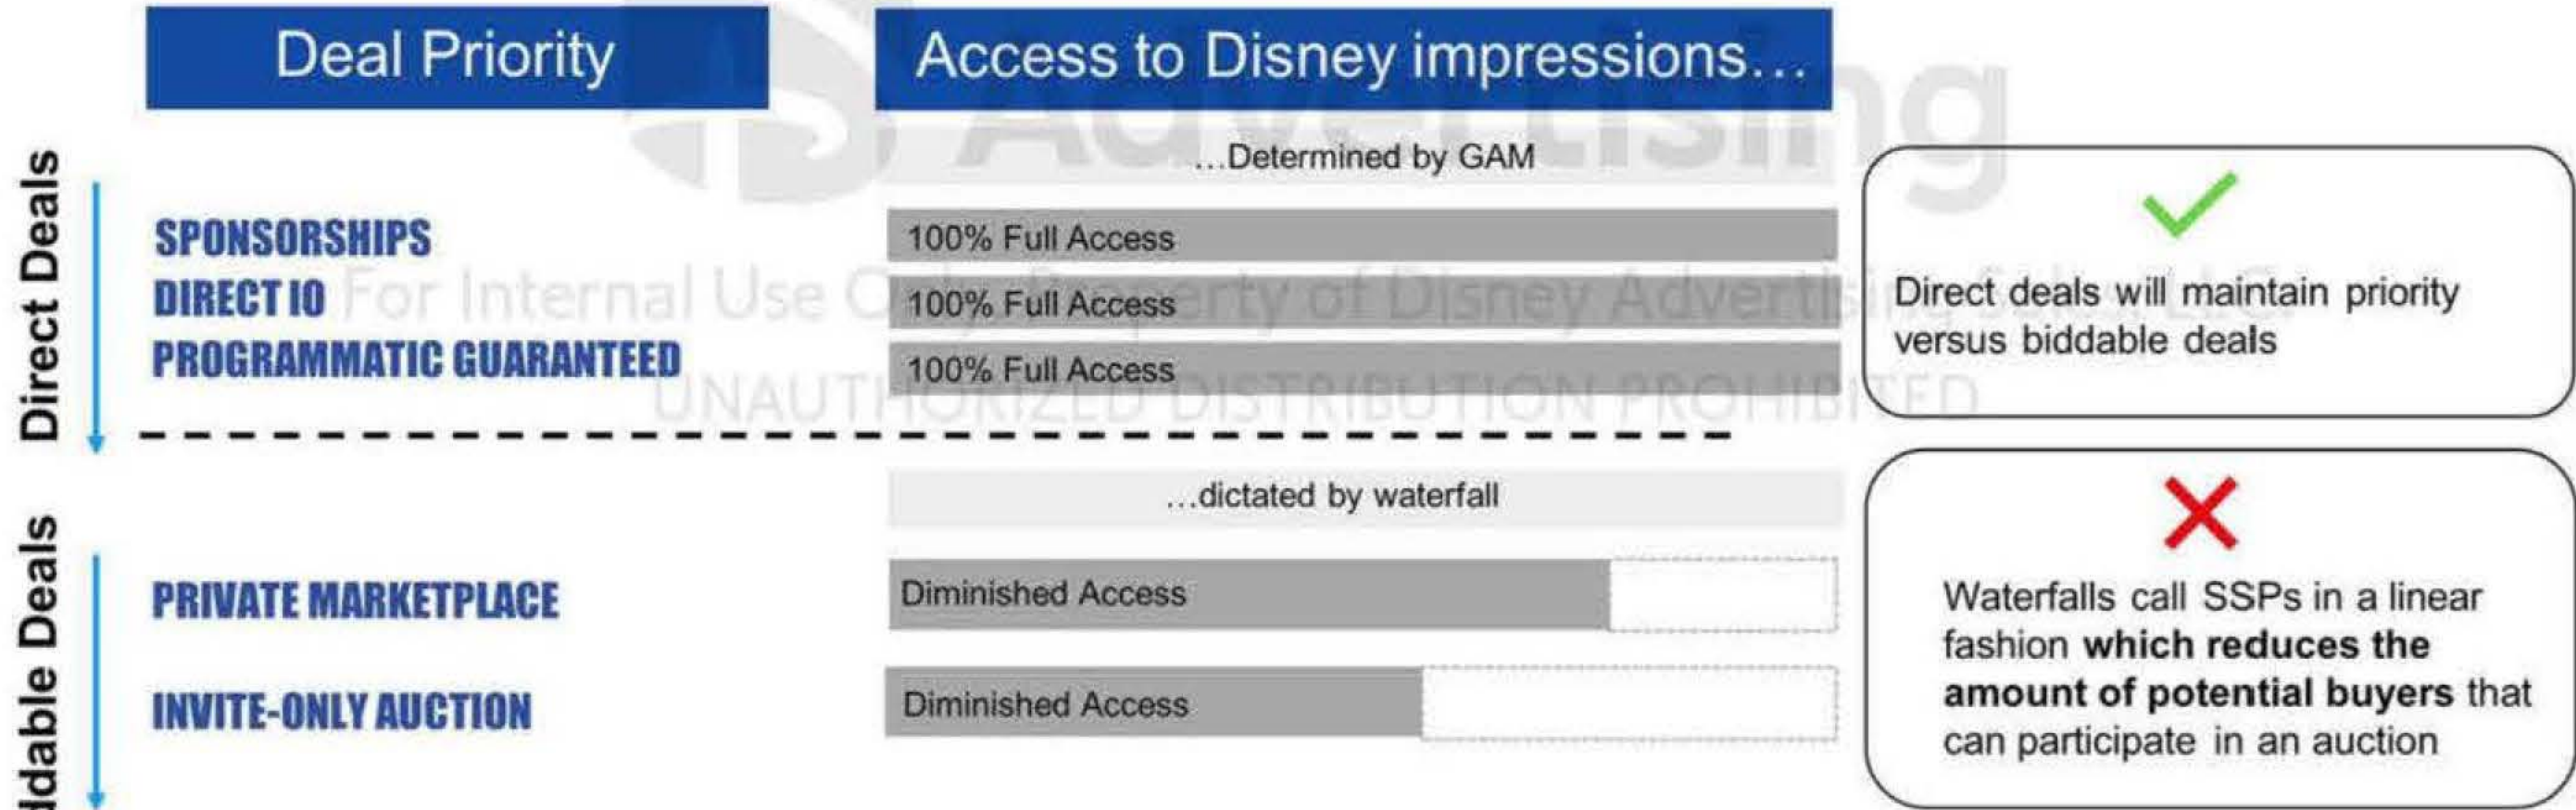 Deal Priority
Access to Disney impressions...
Advertising
...Determined by GAM
Direct Deals
SPONSORSHIPS
100% Full Access
DIRECT IO
100% Full Access
PROGRAMMATIC GUARANTEED
100% Full Access
Direct deals will maintain priority
versus biddable deals
For Internal Use Only Property of Disney Advertising Sales, LLC.
UNAUTHORIZED DISTRIBUTION PROHIBITED
...dictated by waterfall
ddable Deals
PRIVATE MARKETPLACE
Diminished Access
INVITE-ONLY AUCTION
Diminished Access
Waterfalls call SSPs in a linear
fashion which reduces the
amount of potential buyers that
can participate in an auction